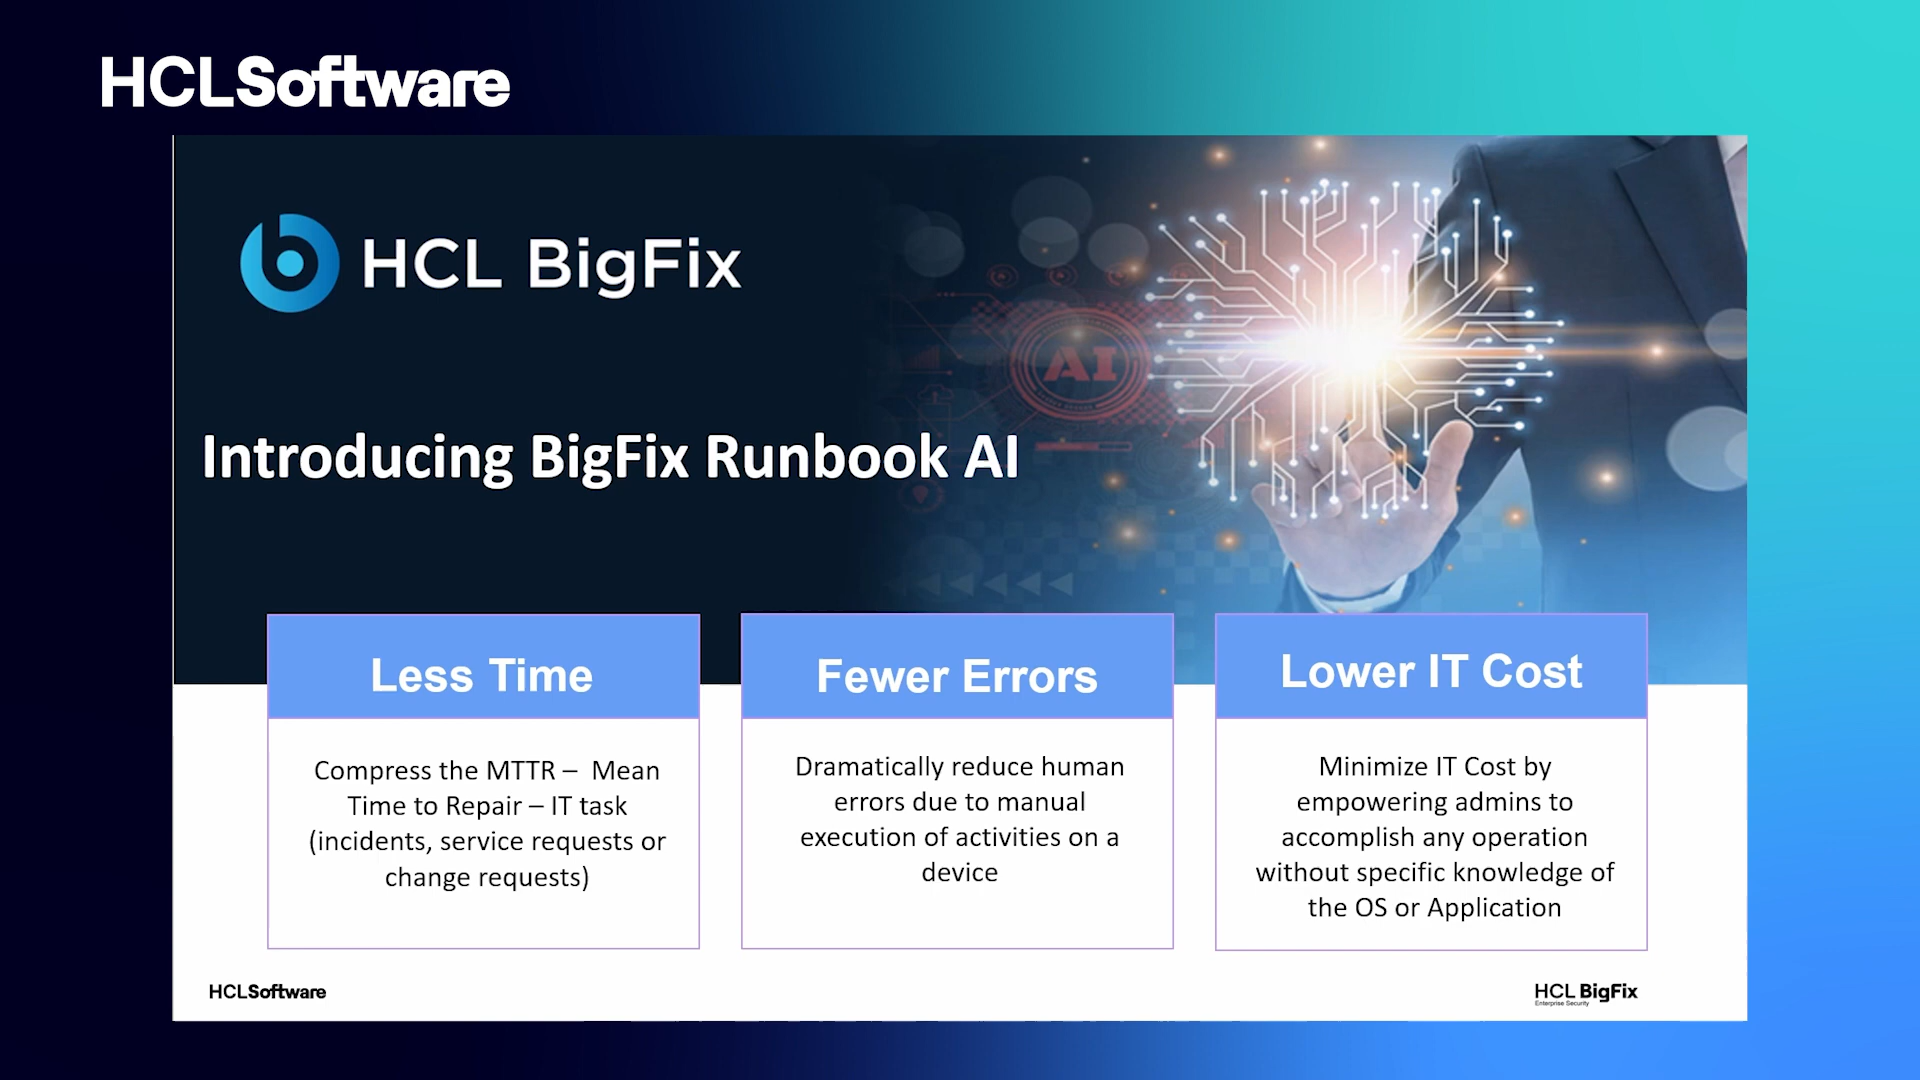 HCLSoftware
HCL BigFix
AI
Introducing BigFix Runbook AI
Less Time
Compress the MTTR – Mean
Time to Repair – IT task
(incidents, service requests or
change requests)
Fewer Errors
Dramatically reduce human
errors due to manual
execution of activities on a
device
Lower IT Cost
Minimize IT Cost by
empowering admins to
accomplish any operation
without specific knowledge of
the OS or Application
HCLSoftware
HCL BigFix
Enterprise Security